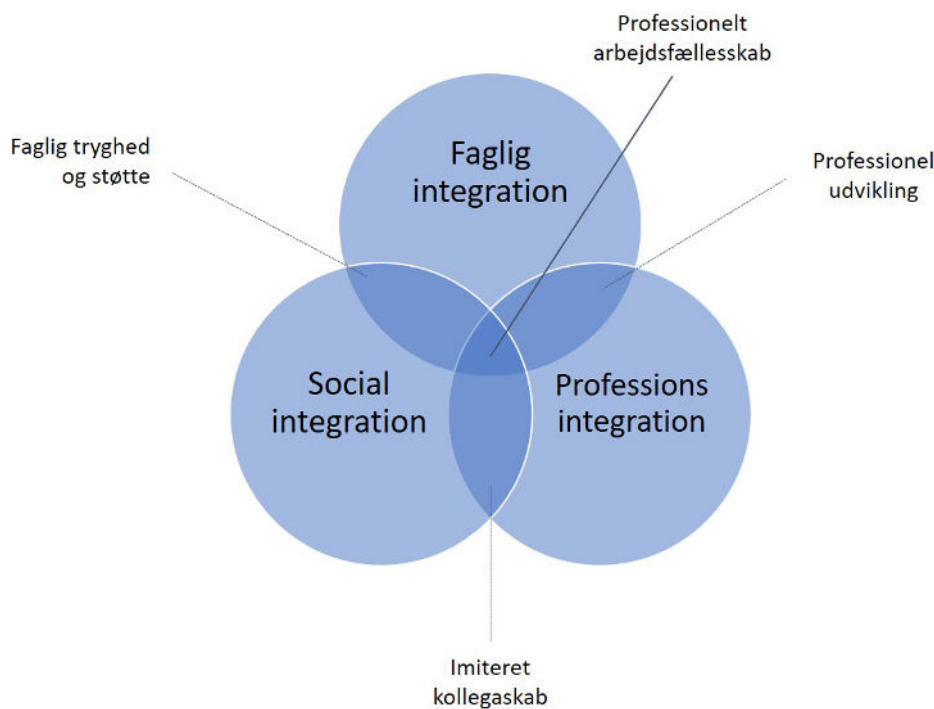 Professionelt
arbejdsfællesskab
Faglig tryghed
og støtte
Faglig
integration
Professionel
udvikling
Social
integration
Professions
integration
Imiteret
kollegaskab